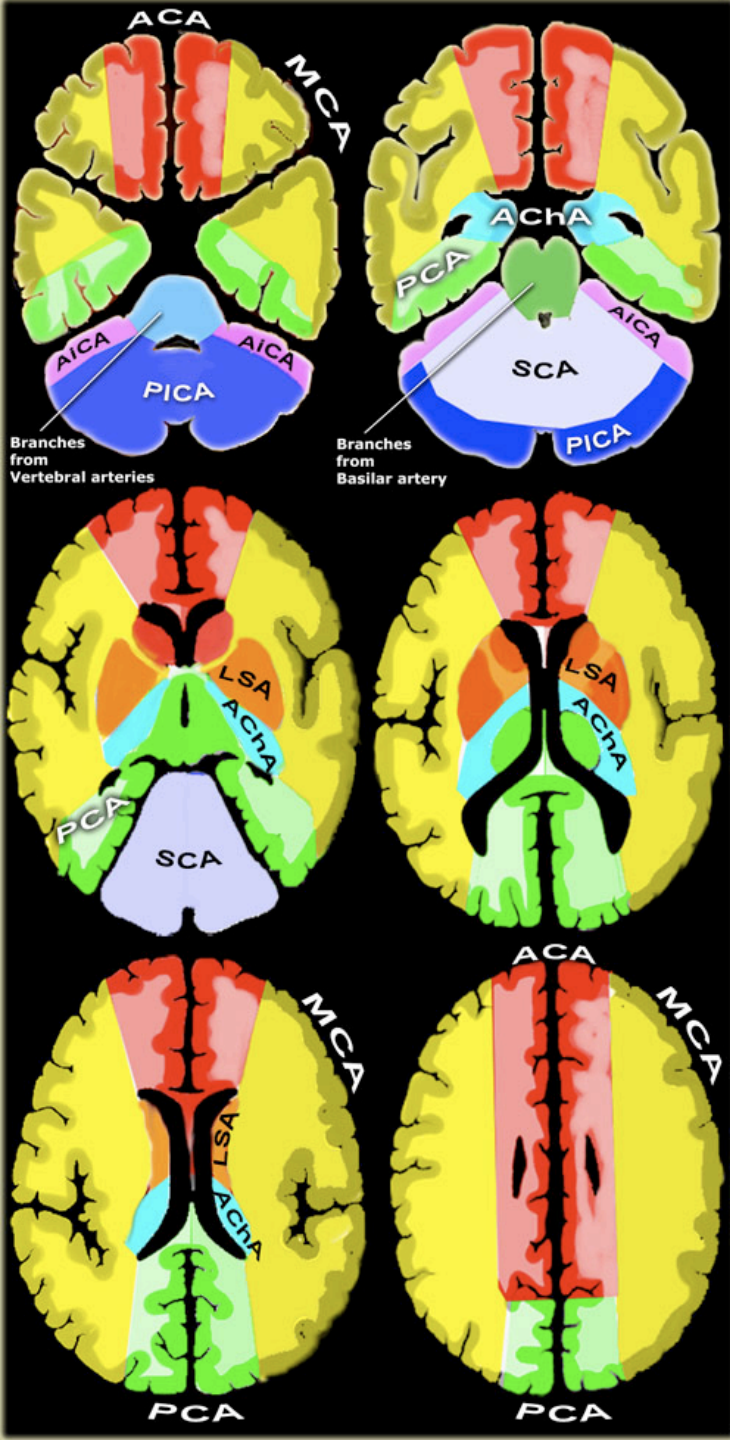 ACA
MCA
AiCA
AiCA
PICA
Branches
from
Vertebral arteries
AChA
PCA
AiCA
SCA
PICA
Branches
from
Basilar artery
LSA
AChA
PCA
SCA
LSA
AChA
MCA
LSA
AChA
PCA
ACA
MCA
PCA